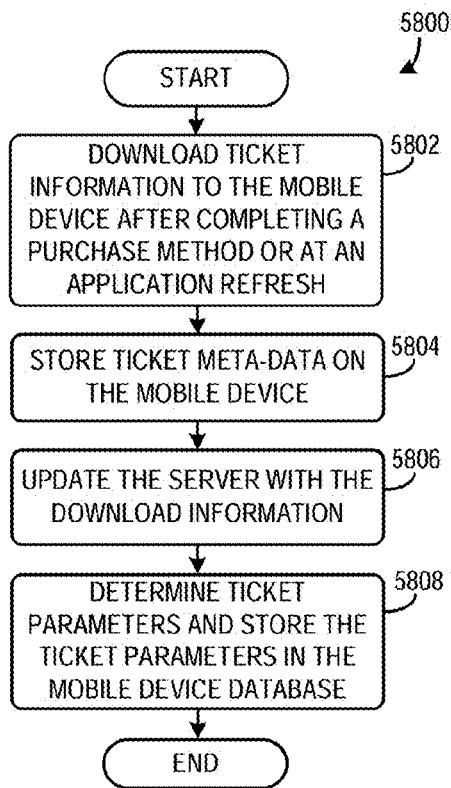 5800
START
5802
DOWNLOAD TICKET
INFORMATION TO THE MOBILE
DEVICE AFTER COMPLETING A
PURCHASE METHOD OR AT AN
APPLICATION REFRESH
5804
STORE TICKET META-DATA ON
THE MOBILE DEVICE
5806
UPDATE THE SERVER WITH THE
DOWNLOAD INFORMATION
5808
DETERMINE TICKET
PARAMETERS AND STORE THE
TICKET PARAMETERS IN THE
MOBILE DEVICE DATABASE
END